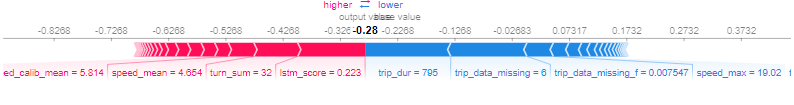 higher ⇄ lower
output value base value
-0.8268 -0.7268 -0.6268 -0.5268 -0.4268 -0.3268 -0.28 -0.2268 -0.1268 -0.02683 0.07317 0.1732 0.2732 0.3732
ed_calib_mean = 5.814 speed_mean = 4.654 turn_sum = 32 lstm_score = 0.223 trip_dur = 795 trip_data_missing = 6 trip_data_missing_f = 0.007547 speed_max = 19.02